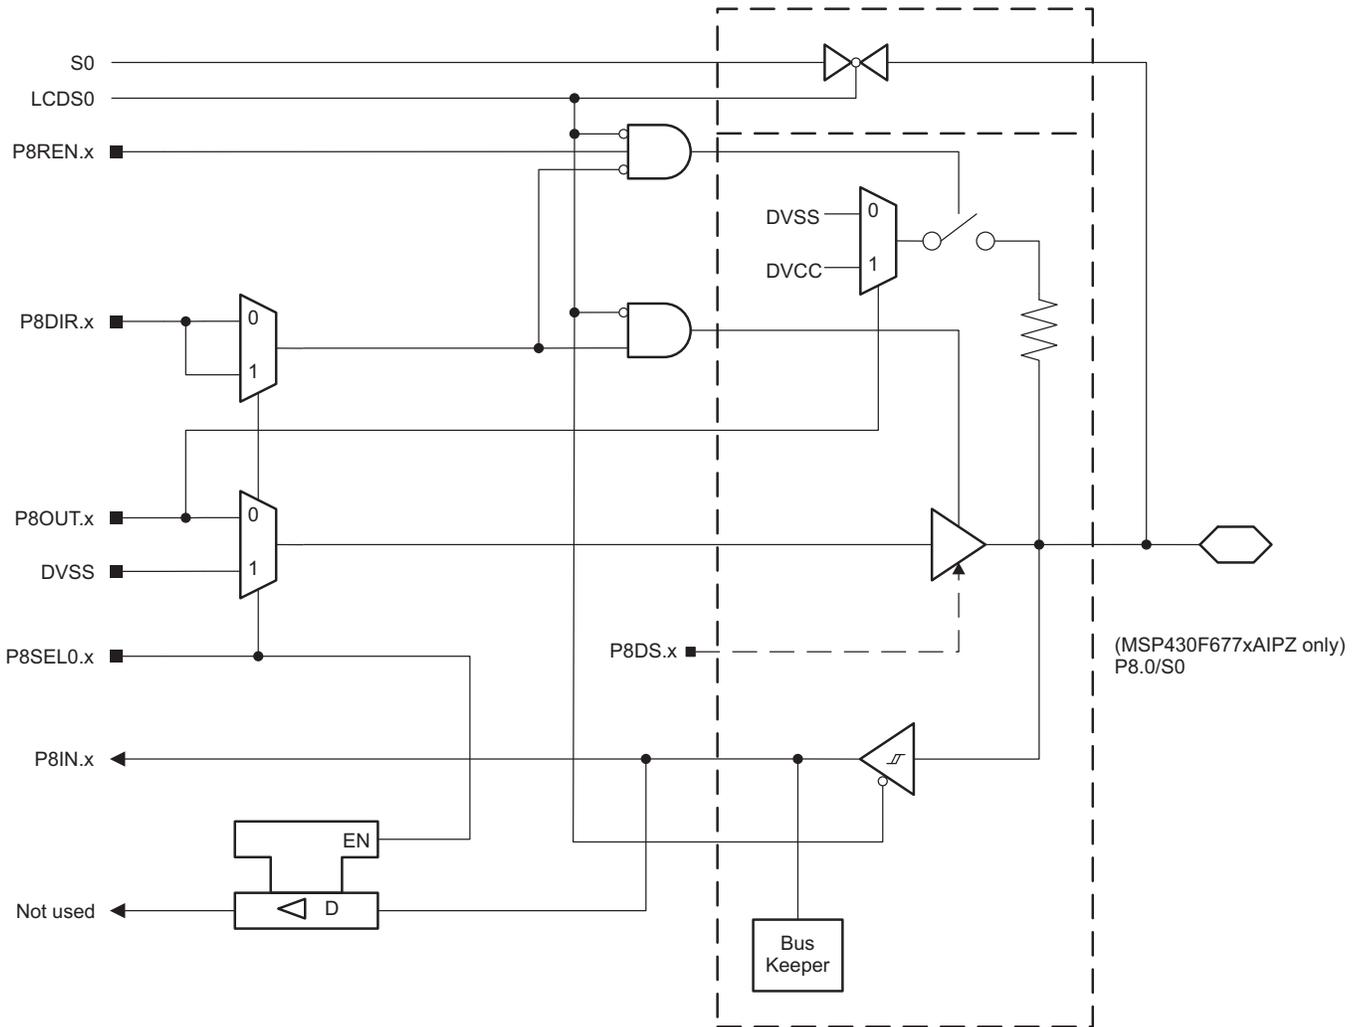 S0
LCDS0
P8REN.x
DVSS
0
DVCC
1
P8DIR.x
0
1
P8OUT.x
0
DVSS
1
P8SEL0.x
P8DS.x
(MSP430F677xAIPZ only)
P8.0/S0
P8IN.x
EN
Not used
D
Bus
Keeper